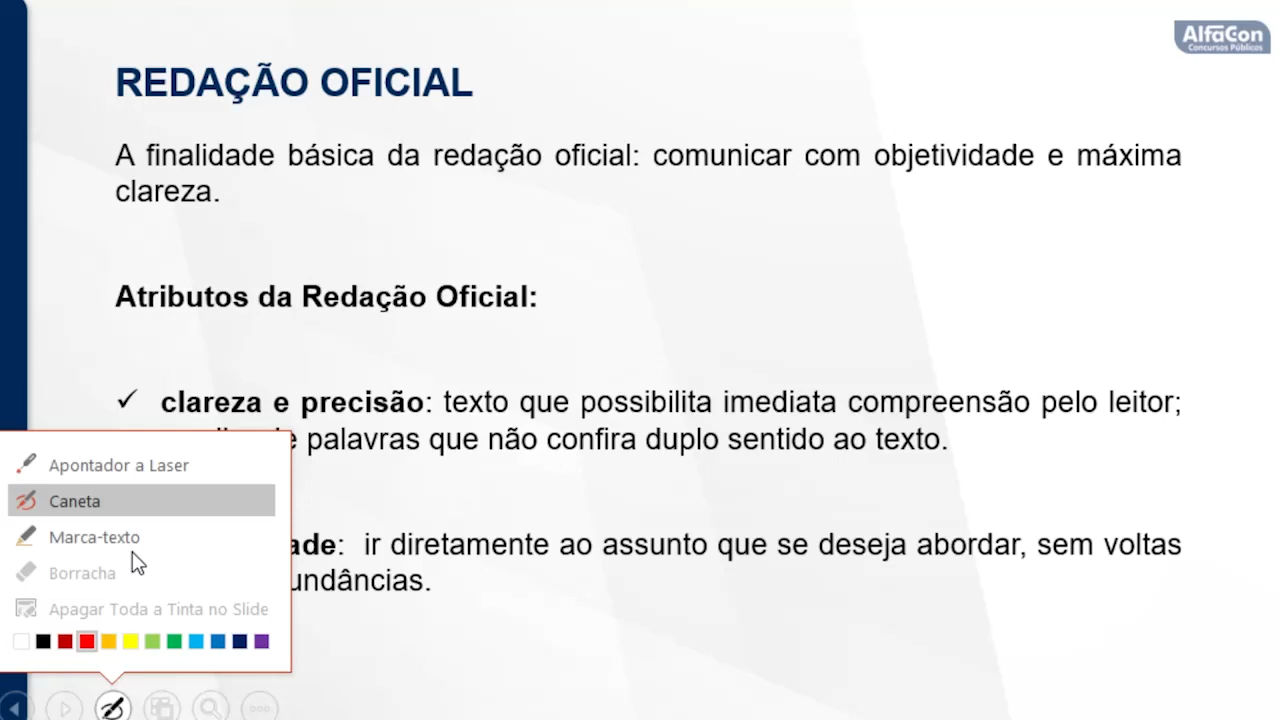 AlfaCon
Concursos Públicos
REDAÇÃO OFICIAL
A finalidade básica da redação oficial: comunicar com objetividade e máxima
clareza.
Atributos da Redação Oficial:
✓ clareza e precisão: texto que possibilita imediata compreensão pelo leitor;
palavras que não confira duplo sentido ao texto.
ade: ir diretamente ao assunto que se deseja abordar, sem voltas
undâncias.
Apontador a Laser
Caneta
Marca-texto
Borracha
Apagar Toda a Tinta no Slide